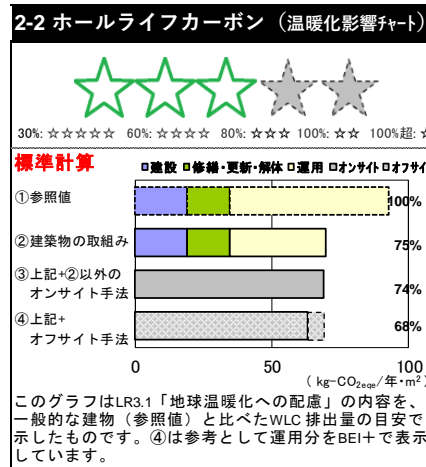 2-2 ホールライフカーボン（温暖化影響ﾁｬｰﾄ）
30%: ☆☆☆☆☆ 60%: ☆☆☆☆ 80%: ☆☆☆ 100%: ☆☆ 100%超: ☆
標準計算
建設 修繕・更新・解体 運用 オンサイト オフサイ
①参照値
100%
②建築物の取組み
75%
③上記+②以外の
オンサイト手法
74%
④上記+
オフサイト手法
68%
0 50 100
（ kg-CO2eqe/年・m²）
このグラフはLR3.1「地球温暖化への配慮」の内容を、
一般的な建物（参照値）と比べたWLC 排出量の目安で
示したものです。④は参考として運用分をBEI＋で表示
しています。